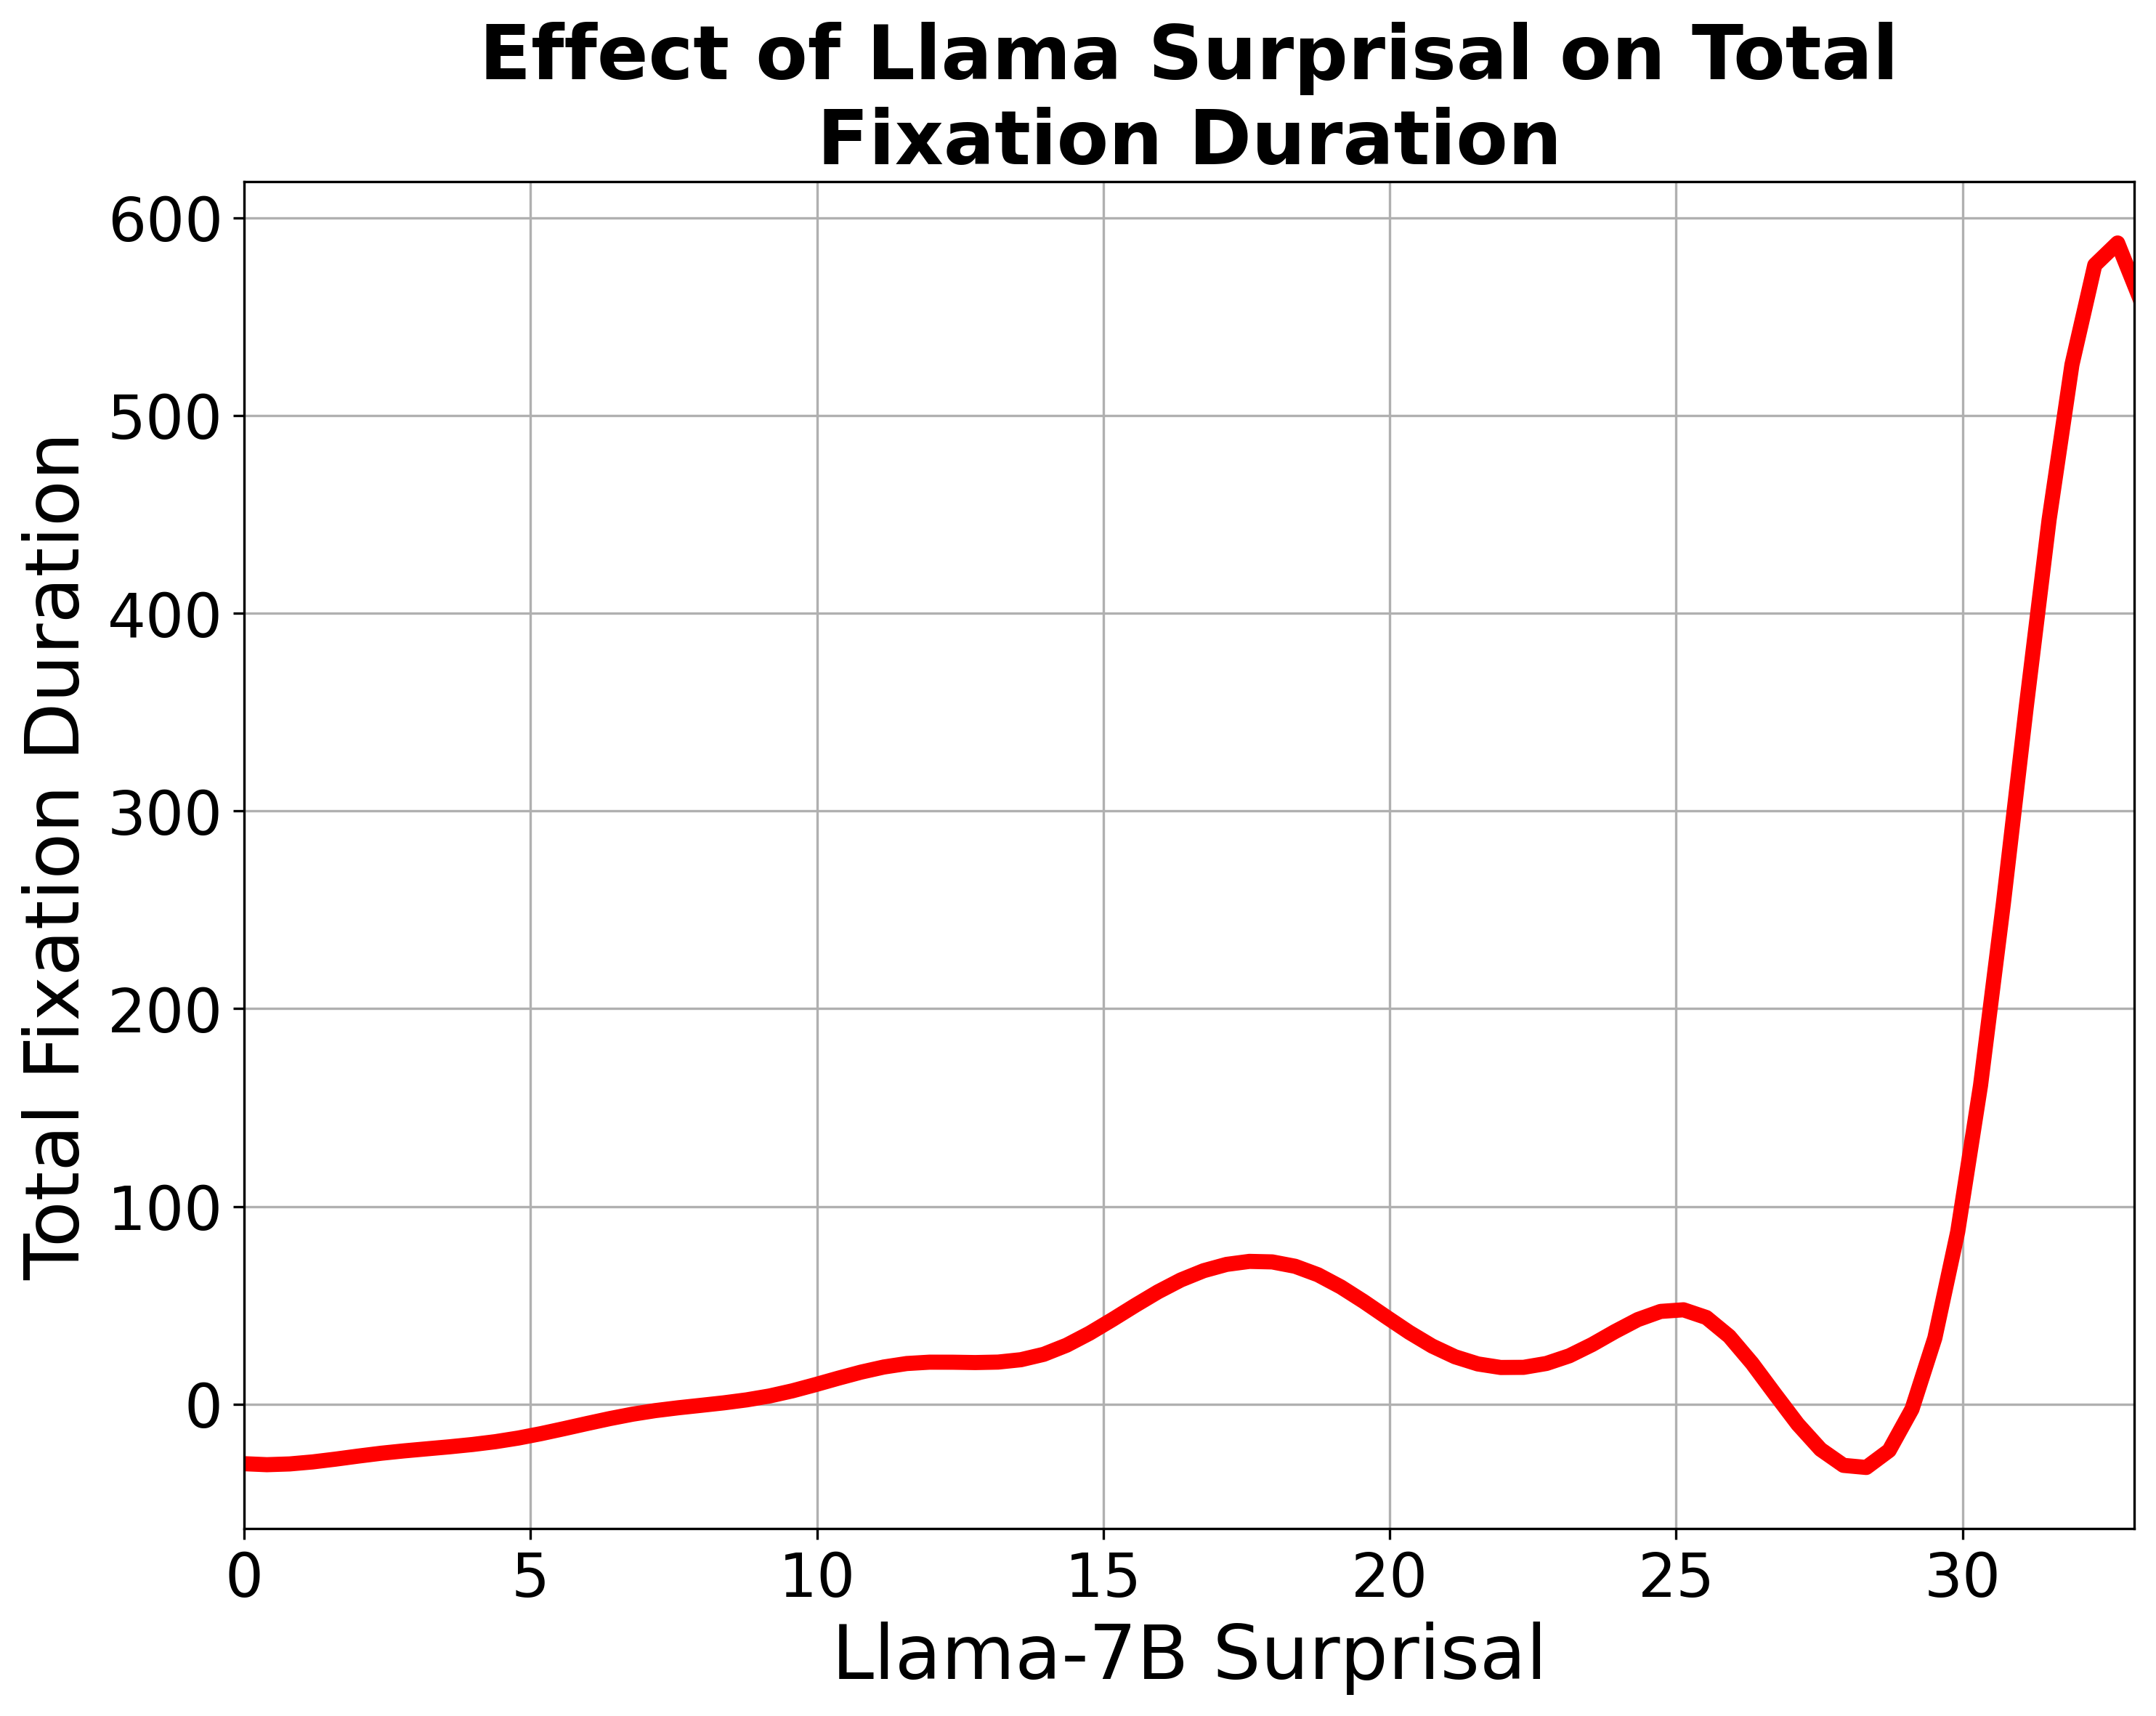 Effect of Llama Surprisal on Total
Fixation Duration
Total Fixation Duration
600
500
400
300
200
100
0
0 5 10 15 20 25 30
Llama-7B Surprisal